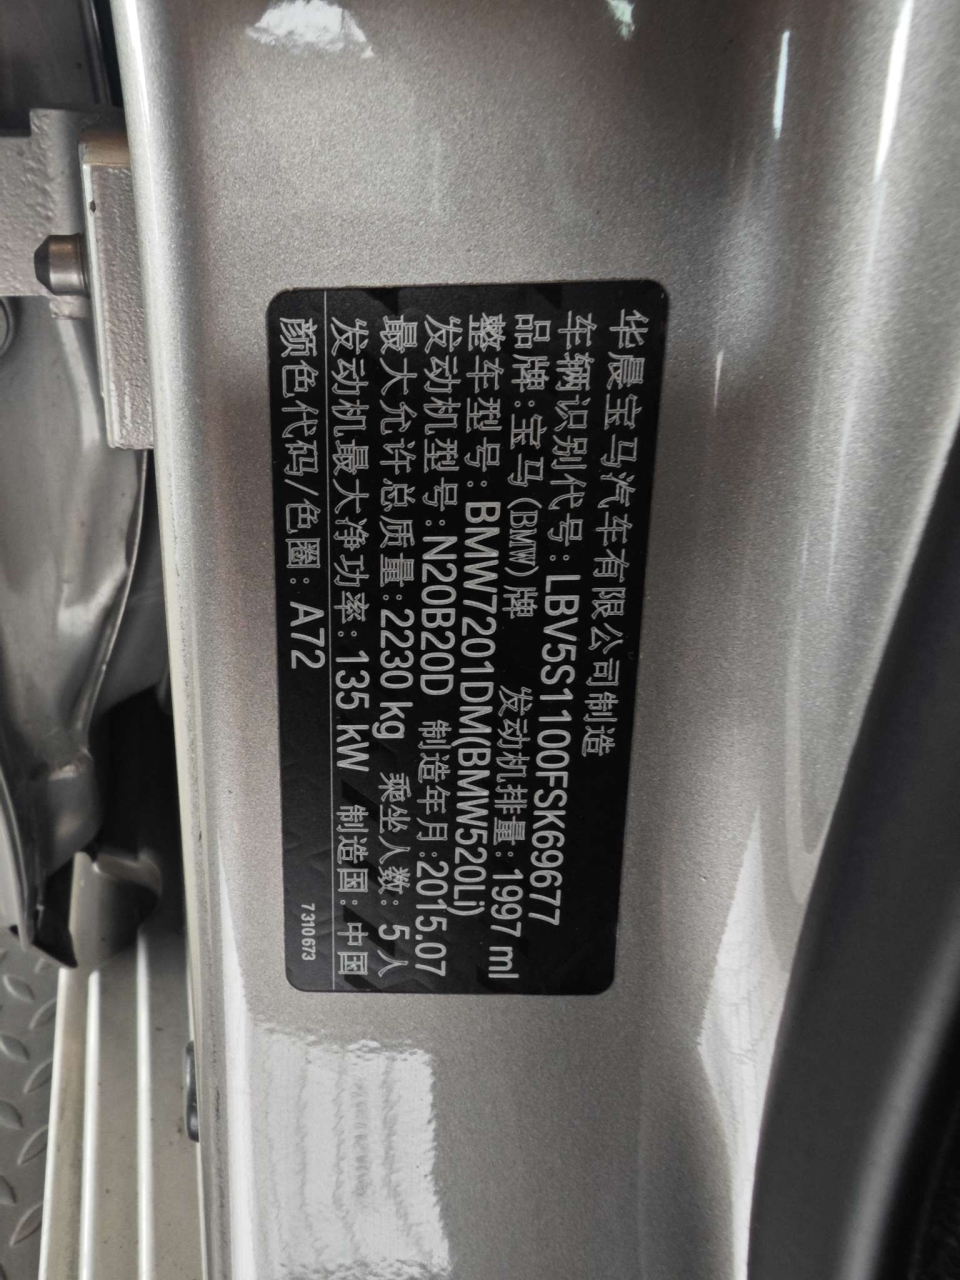 华晨宝马汽车有限公司制造
车辆识别代号:LBV5S1100FSK69677
品牌:宝马(BMW)牌 发动机排量:1997 ml
整车型号:BMW7201DM(BMW520Li)
发动机型号:N20B20D 制造年月:2015.07
最大允许总质量:2230 kg 乘坐人数:5人
发动机最大净功率:135 kW 制造国:中国
颜色代码/色圈:A72
7310673